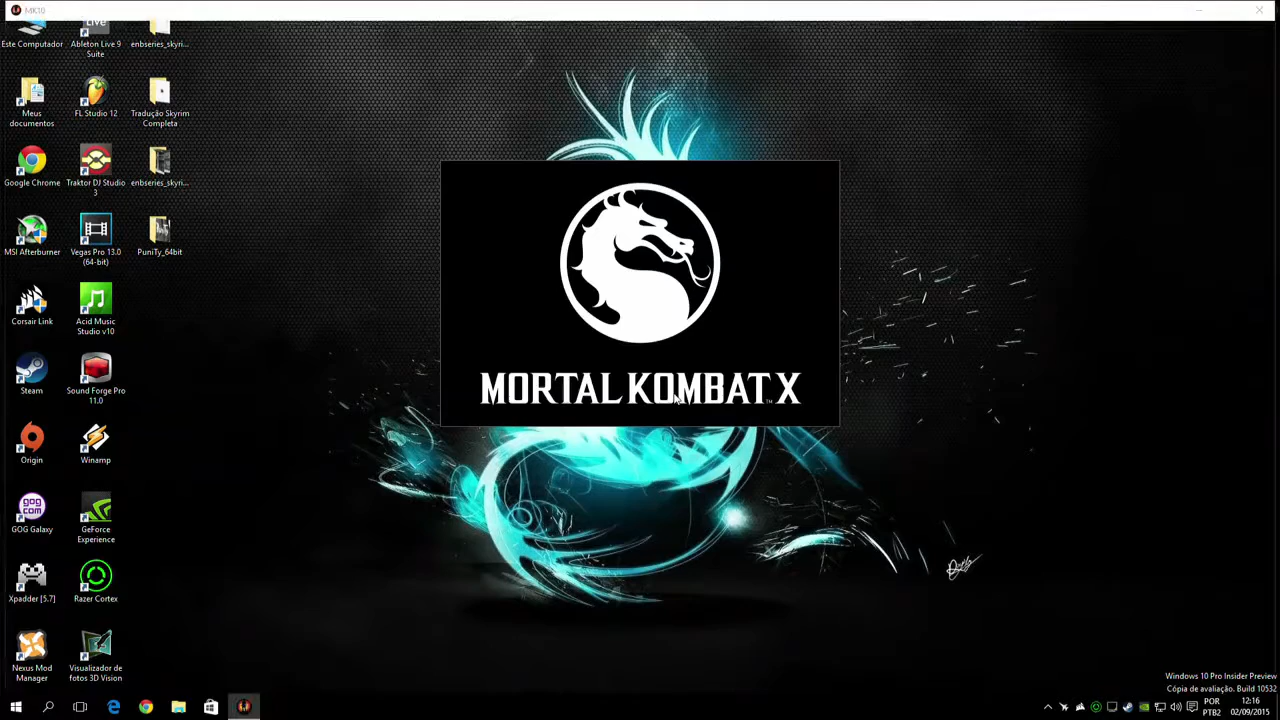 MK10
Este Computador
Live
Ableton Live 9
Suite
enbseries_skyri...
Meus
documentos
FL Studio 12
Tradução Skyrim
Completa
Google Chrome
Traktor DJ Studio
3
enbseries_skyri...
MSI Afterburner
Vegas Pro 13.0
(64-bit)
PuniTy_64bit
Corsair Link
Acid Music
Studio v10
Steam
Sound Forge Pro
11.0
Origin
Winamp
GOG
COM
GOG Galaxy
GeForce
Experience
Xpadder [5.7]
Razer Cortex
Nexus Mod
Manager
Visualizador de
fotos 3D Vision
MORTAL KOMBAT X
TM
Windows 10 Pro Insider Preview
Cópia de avaliação. Build 10532
POR
PTB2
12:16
02/09/2015